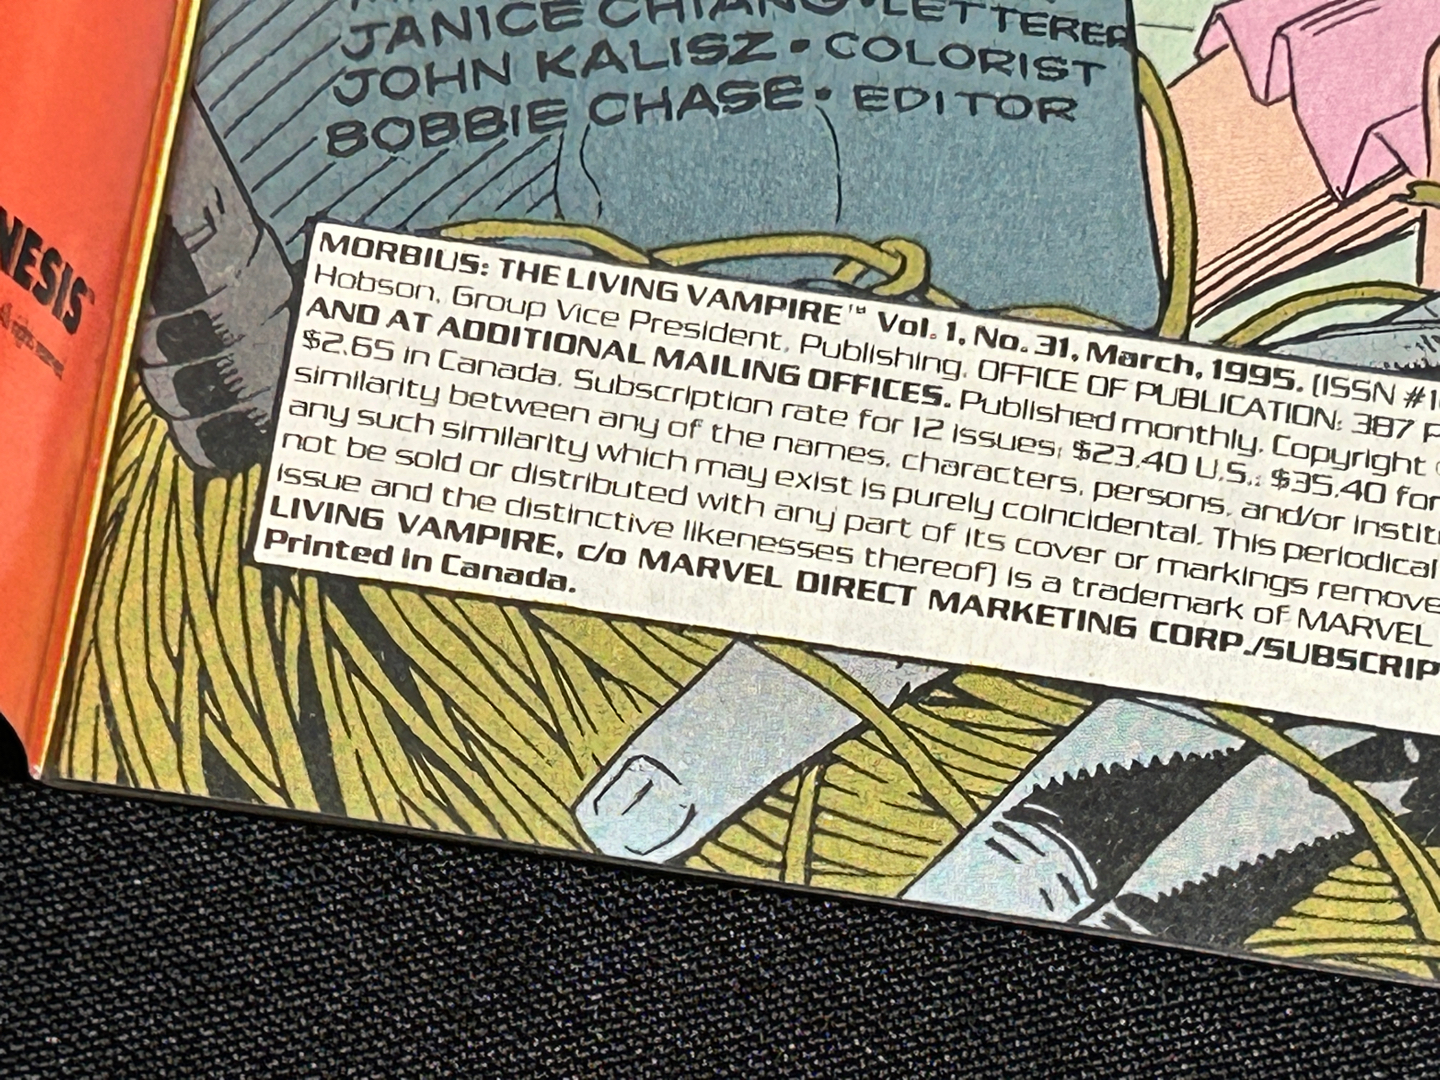 JANICE CHIANG • LETTERER
JOHN KALISZ • COLORIST
BOBBIE CHASE • EDITOR
NESIS
MORBIUS: THE LIVING VAMPIRE™ Vol. 1, No. 31, March, 1995. (ISSN #1
Hobson, Group Vice President, Publishing. OFFICE OF PUBLICATION: 387 P
AND AT ADDITIONAL MAILING OFFICES. Published monthly. Copyright
$2.65 in Canada. Subscription rate for 12 issues: $23.40 U.S.; $35.40 for
similarity between any of the names, characters, persons, and/or instit
any such similarity which may exist is purely coincidental. This periodical
not be sold or distributed with any part of its cover or markings remove
issue and the distinctive likenesses thereof) is a trademark of MARVEL
LIVING VAMPIRE, c/o MARVEL DIRECT MARKETING CORP./SUBSCRIP
Printed in Canada.